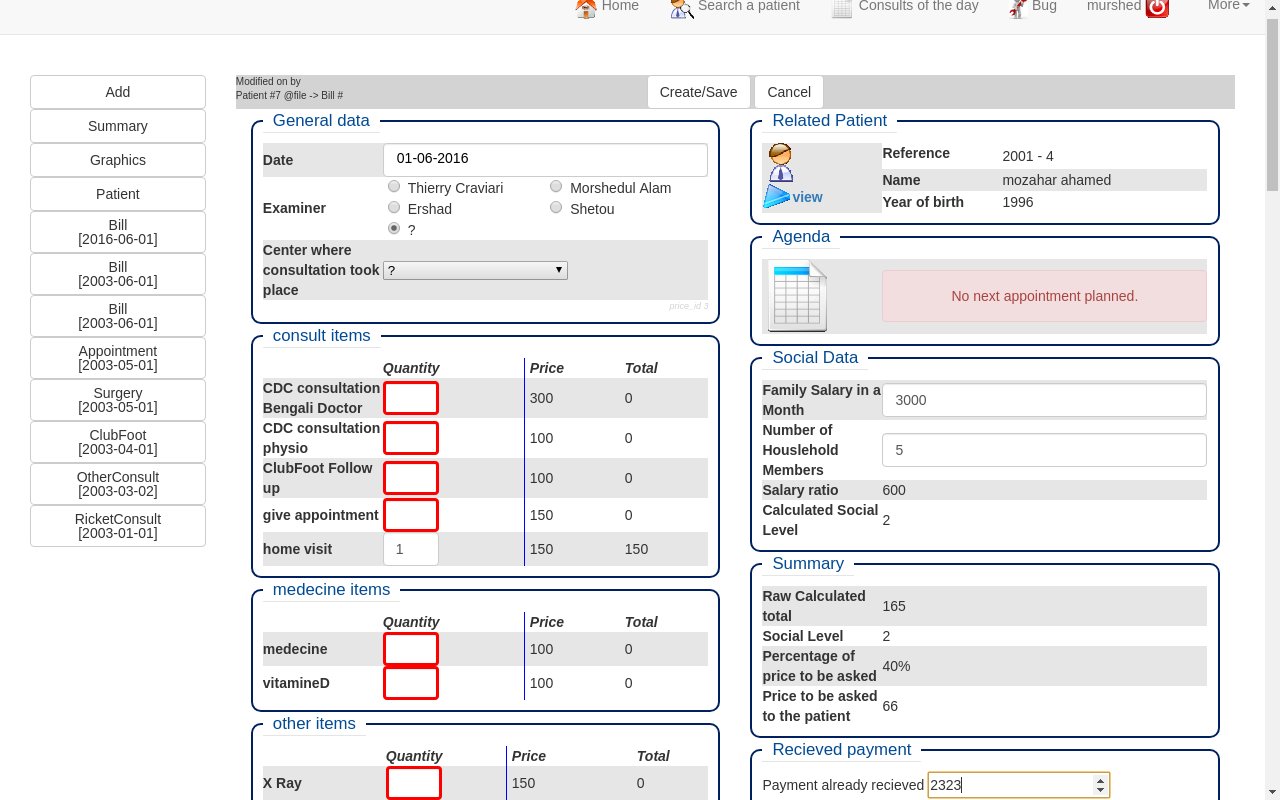 Home
Search a patient
Consults of the day
Bug
murshed
More
Add
Summary
Graphics
Patient
Bill
[2016-06-01]
Bill
[2003-06-01]
Bill
[2003-06-01]
Appointment
[2003-05-01]
Surgery
[2003-05-01]
ClubFoot
[2003-04-01]
OtherConsult
[2003-03-02]
RicketConsult
[2003-01-01]
Modified on by
Patient #7 @file -> Bill #
Create/Save
Cancel
General data
Date 01-06-2016
Examiner
Thierry Craviari
Morshedul Alam
Ershad
Shetou
?
Center where
consultation took
place
?
price_id 3
consult items
Quantity Price Total
CDC consultation
Bengali Doctor
300 0
CDC consultation
physio
100 0
ClubFoot Follow
up
100 0
give appointment 150 0
home visit 1 150 150
medecine items
Quantity Price Total
medecine 100 0
vitamineD 100 0
other items
Quantity Price Total
X Ray 150 0
Related Patient
view
Reference 2001 - 4
Name mozahar ahamed
Year of birth 1996
Agenda
No next appointment planned.
Social Data
Family Salary in a
Month
3000
Number of
Houslehold
Members
5
Salary ratio 600
Calculated Social
Level
2
Summary
Raw Calculated
total
165
Social Level 2
Percentage of
price to be asked
40%
Price to be asked
to the patient
66
Recieved payment
Payment already recieved 2323